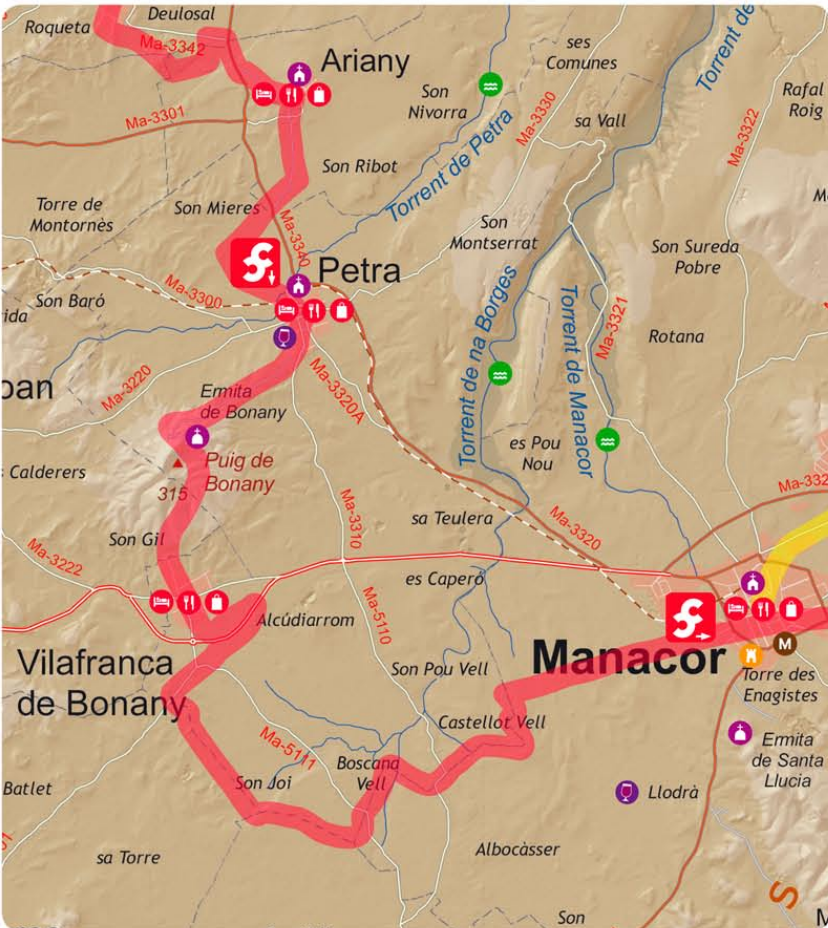 Deulosal
Roqueta
Ma-3342
Ariany
ses
Comunes
Torrent de
Son
Nivorra
Ma-3330
Rafal
Roig
Ma-3301
sa Vall
Ma-3322
Torrent de Petra
Son Ribot
Torre de
Montornès
Son Mieres
Ma-3340
Son
Montserrat
Son Sureda
Pobre
Petra
Ma-3300
Son Baró
Torrent de na Borges
Torrent de Manacor
Ma-3321
Rotana
Ma-3220
Ma-3320A
Ermita
de Bonany
es Pou
Nou
Calderers
Puig de
Bonany
315
Ma-332
Ma-3310
sa Teulera
Ma-3320
Son Gil
Ma-3222
es Caperó
Alcúdiarrom
Ma-5110
Manacor
M
Vilafranca
de Bonany
Son Pou Vell
Torre des
Enagistes
Castellot Vell
Ma-5111
Ermita
de Santa
Llucia
Boscana
Vell
Son Joi
Batlet
Llodrà
sa Torre
Albocàsser
S
Son
M